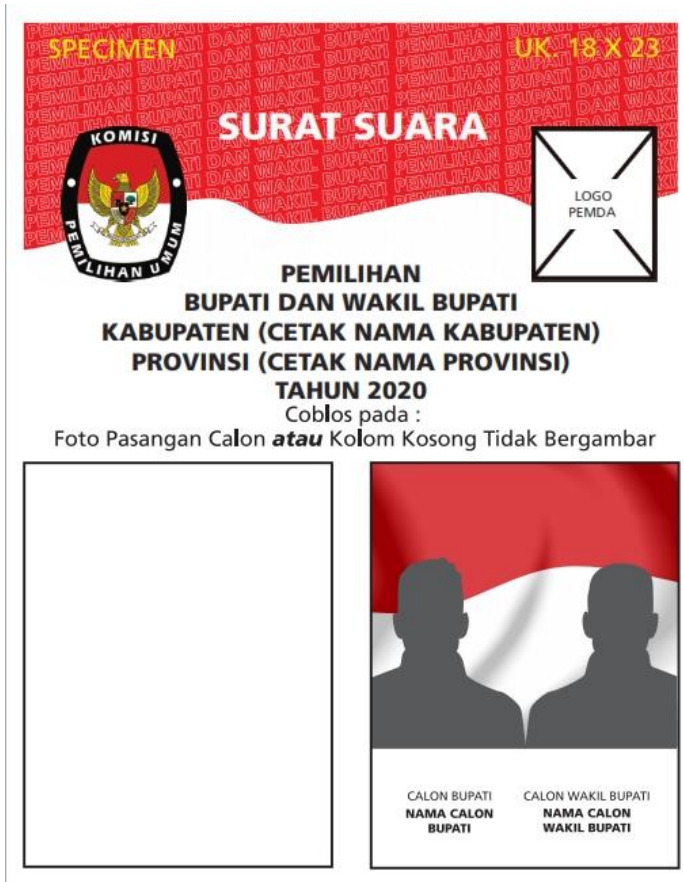 SPECIMEN
UK. 18 X 23
SURAT SUARA
KOMISI
PEMILIHAN UMUM
LOGO
PEMDA
PEMILIHAN
BUPATI DAN WAKIL BUPATI
KABUPATEN (CETAK NAMA KABUPATEN)
PROVINSI (CETAK NAMA PROVINSI)
TAHUN 2020
Coblos pada :
Foto Pasangan Calon atau Kolom Kosong Tidak Bergambar
CALON BUPATI
NAMA CALON
BUPATI
CALON WAKIL BUPATI
NAMA CALON
WAKIL BUPATI